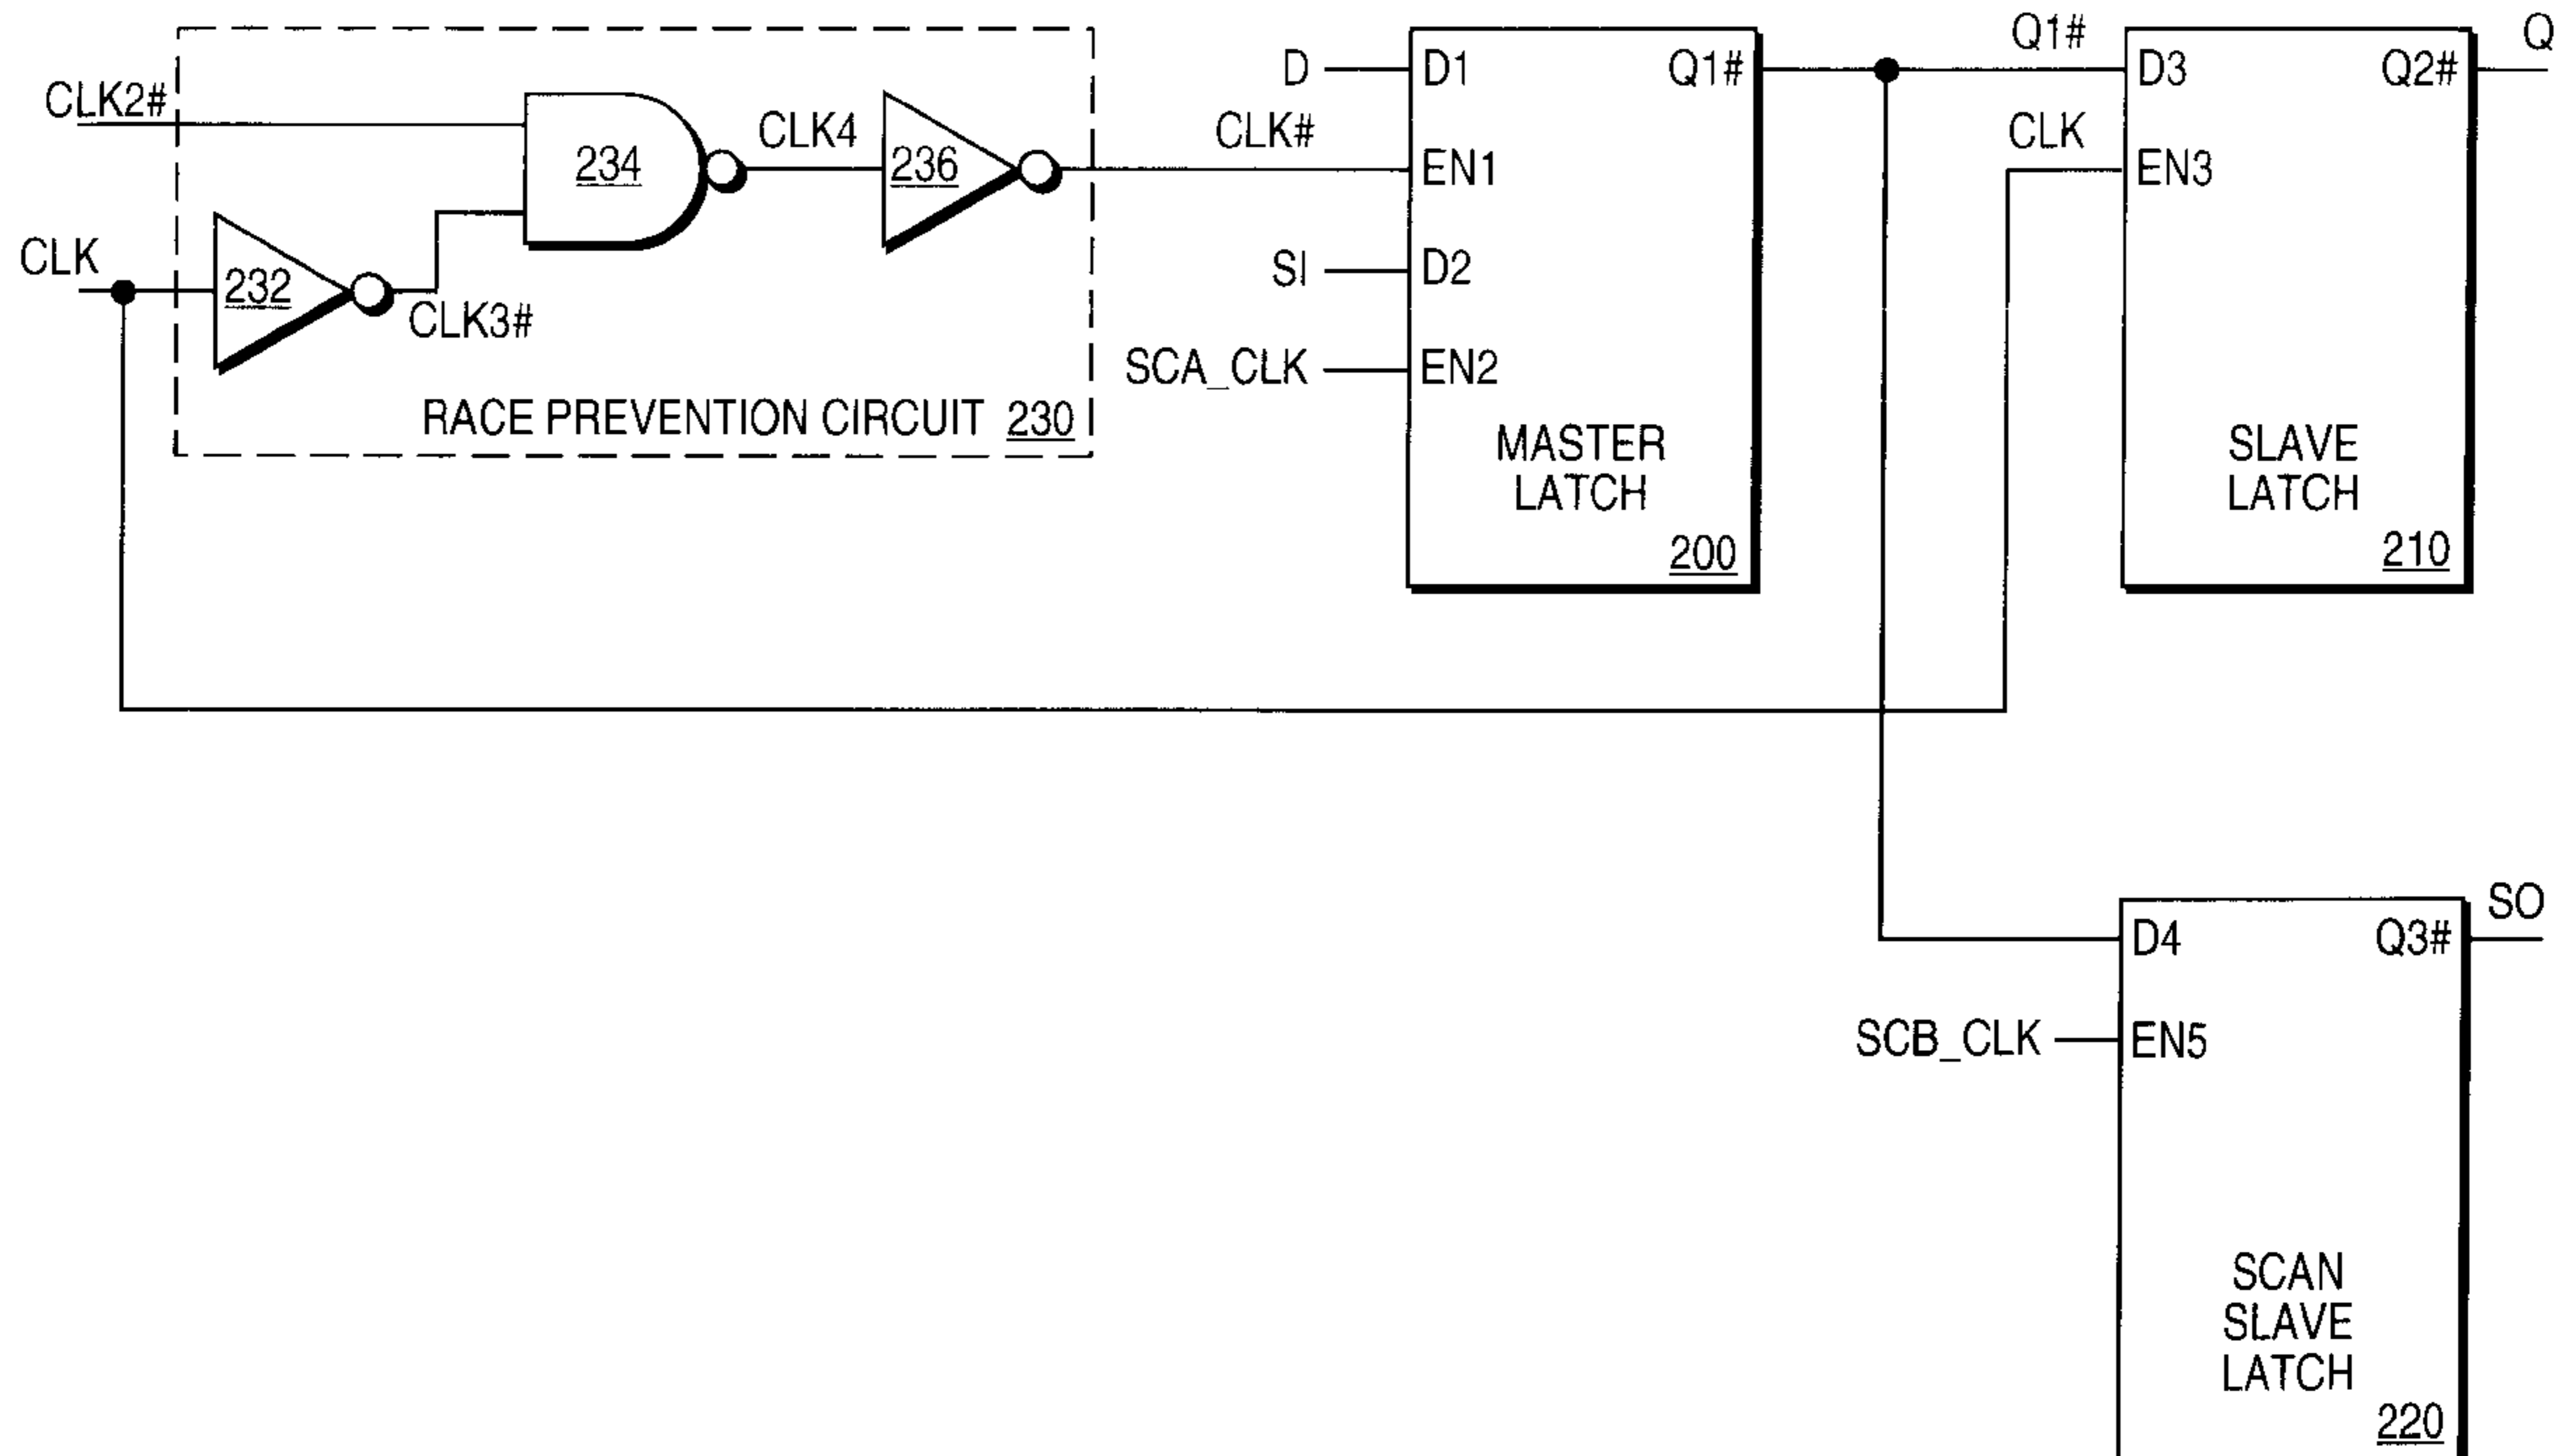 CLK2#
CLK
232
CLK3#
234
CLK4
236
RACE PREVENTION CIRCUIT 230
CLK#
D
SI
SCA_CLK
D1
EN1
D2
EN2
Q1#
MASTER
LATCH
200
Q1#
CLK
D3
EN3
Q2#
Q
SLAVE
LATCH
210
SCB_CLK
D4
EN5
Q3#
SO
SCAN
SLAVE
LATCH
220